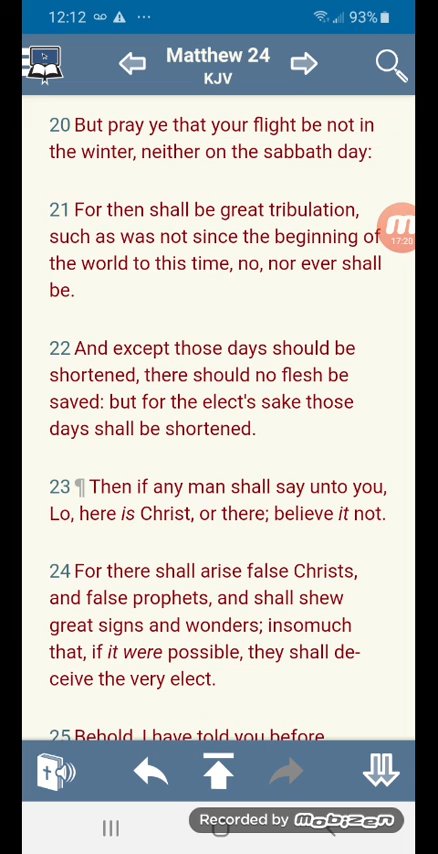 12:12 93%
Matthew 24
KJV
20 But pray ye that your flight be not in
the winter, neither on the sabbath day:
21 For then shall be great tribulation,
such as was not since the beginning of
the world to this time, no, nor ever shall
be.
17:20
22 And except those days should be
shortened, there should no flesh be
saved: but for the elect's sake those
days shall be shortened.
23 ¶ Then if any man shall say unto you,
Lo, here is Christ, or there; believe it not.
24 For there shall arise false Christs,
and false prophets, and shall shew
great signs and wonders; insomuch
that, if it were possible, they shall de-
ceive the very elect.
25 Behold, I have told you before.
Recorded by mobizen